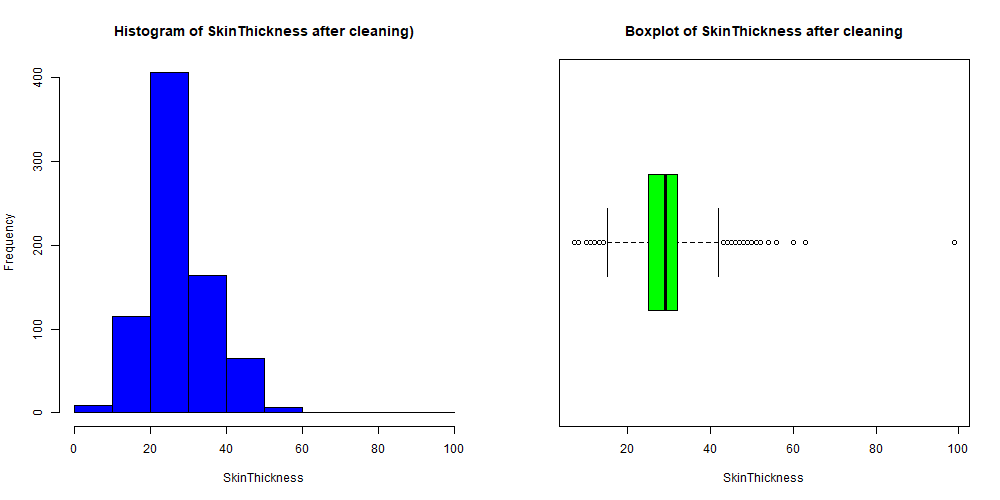 Histogram of SkinThickness after cleaning)
Frequency
0
100
200
300
400
0 20 40 60 80 100
SkinThickness
Boxplot of SkinThickness after cleaning
20 40 60 80 100
SkinThickness